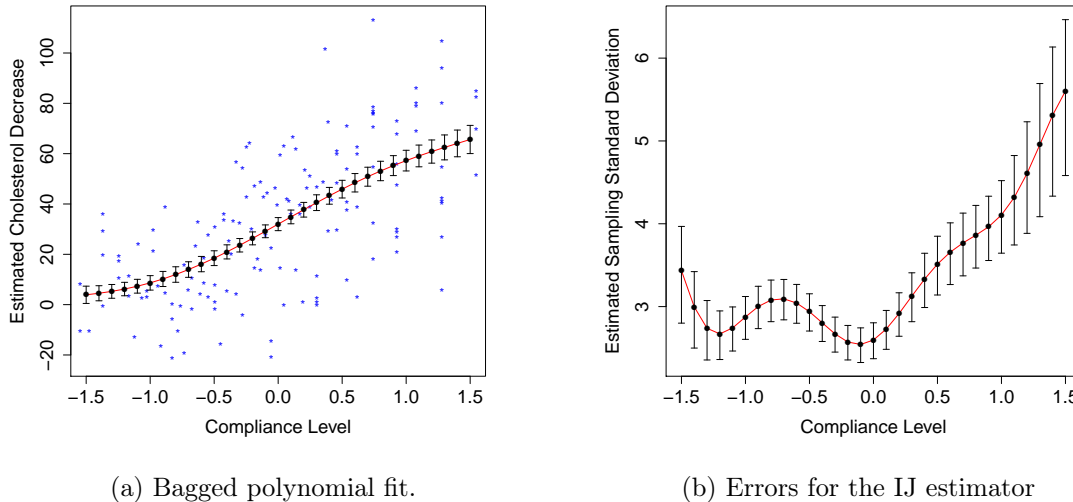 Estimated Cholesterol Decrease
−20 0 20 40 60 80 100
−1.5 −1.0 −0.5 0.0 0.5 1.0 1.5
Compliance Level
(a) Bagged polynomial fit.
Estimated Sampling Standard Deviation
3 4 5 6
−1.5 −1.0 −0.5 0.0 0.5 1.0 1.5
Compliance Level
(b) Errors for the IJ estimator